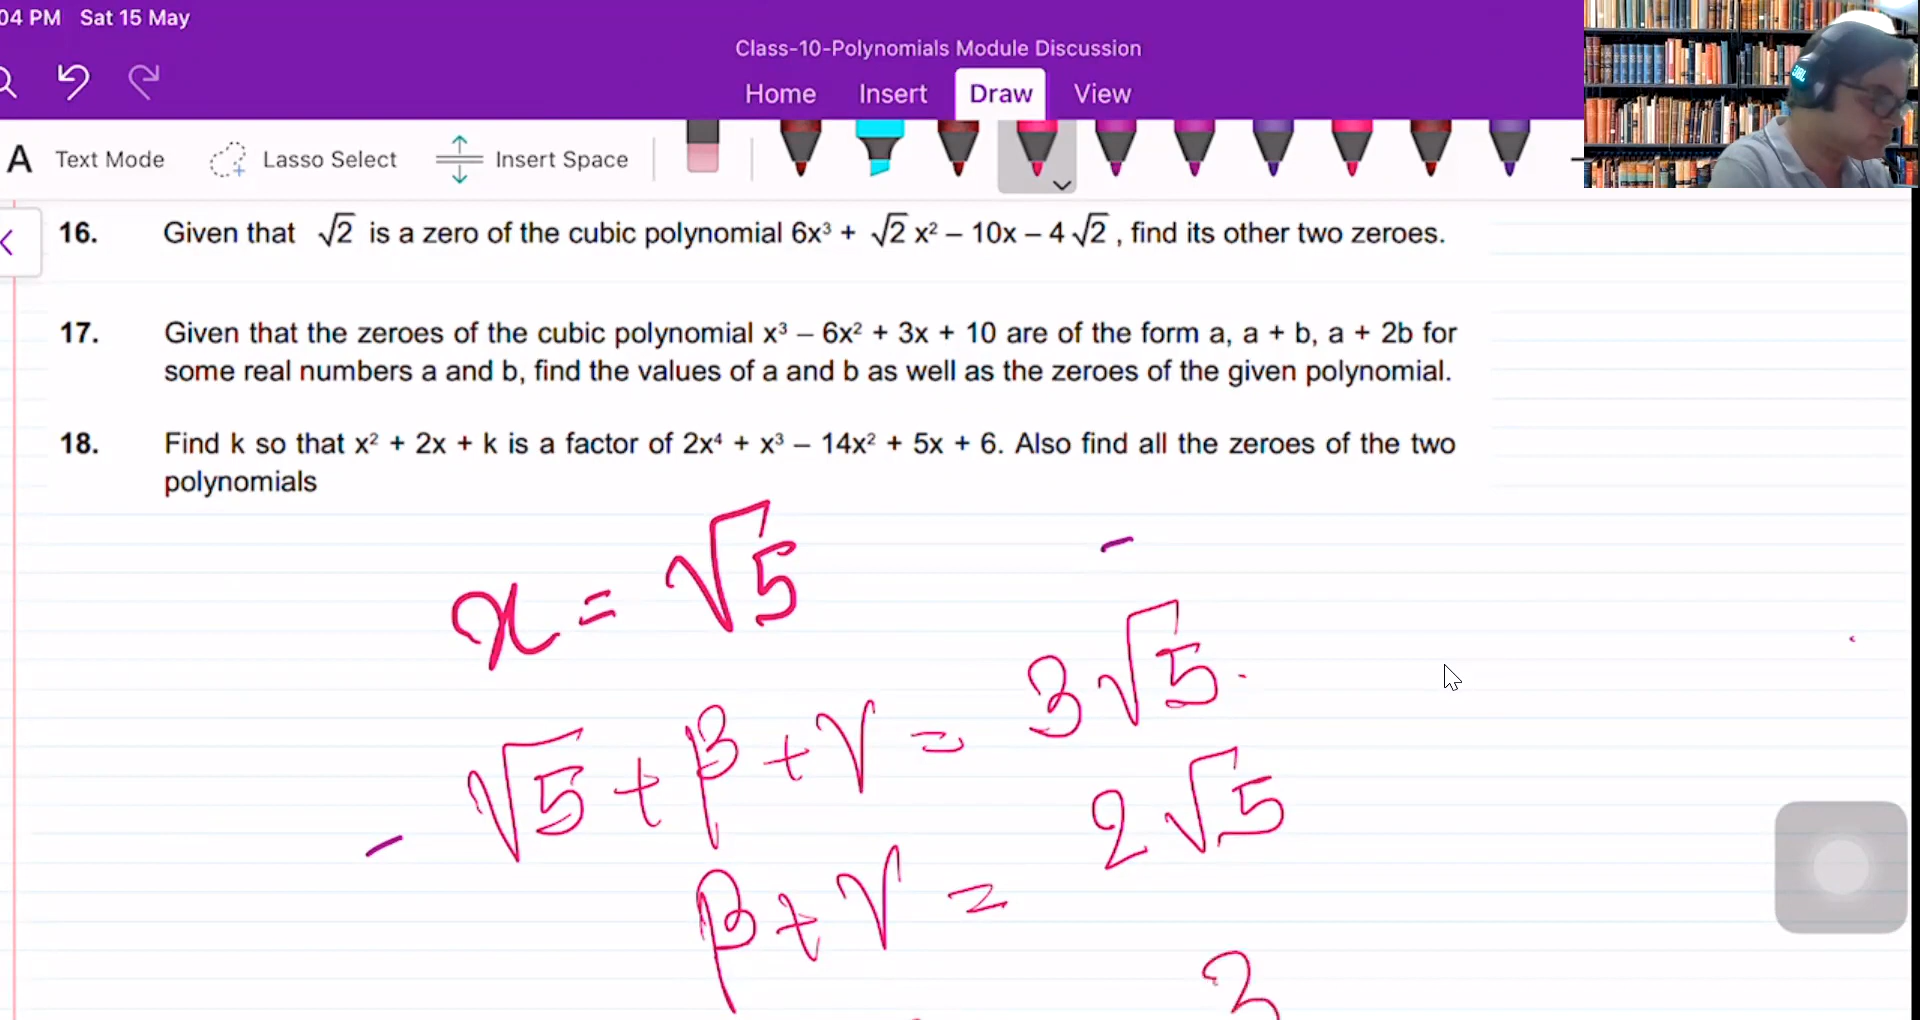 04 PM Sat 15 May
Class-10-Polynomials Module Discussion
Home Insert Draw View
A Text Mode Lasso Select Insert Space
16. Given that √2 is a zero of the cubic polynomial 6x³ + √2 x² – 10x – 4 √2 , find its other two zeroes.
17. Given that the zeroes of the cubic polynomial x³ – 6x² + 3x + 10 are of the form a, a + b, a + 2b for
some real numbers a and b, find the values of a and b as well as the zeroes of the given polynomial.
18. Find k so that x² + 2x + k is a factor of 2x⁴ + x³ – 14x² + 5x + 6. Also find all the zeroes of the two
polynomials
x = √5
√5 + β + γ = 3√5.
β + γ = 2√5